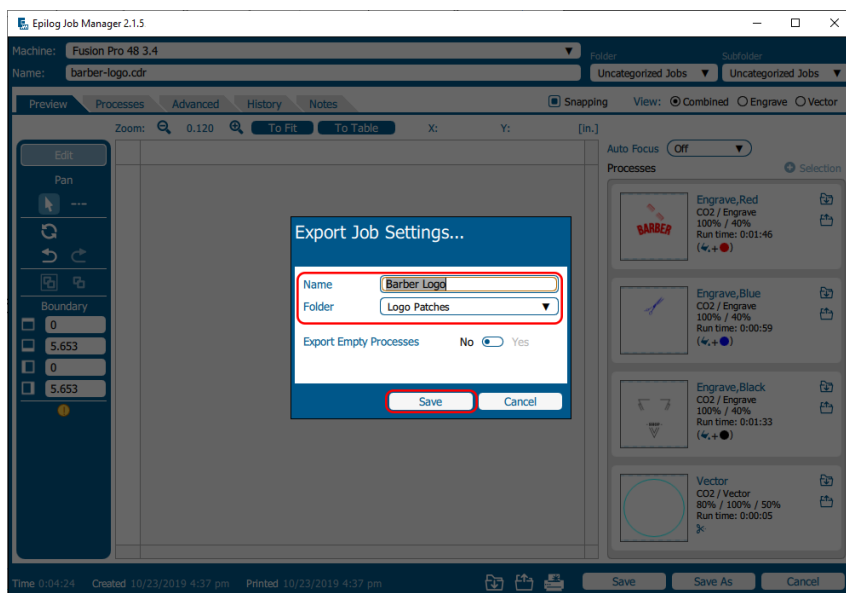 Epilog Job Manager 2.1.5
Machine: Fusion Pro 48 3.4
Folder Subfolder
Name: barber-logo.cdr Uncategorized Jobs Uncategorized Jobs
Preview Processes Advanced History Notes Snapping View: Combined Engrave Vector
Zoom: 0.120 To Fit To Table X: Y: [in.]
Edit
Pan
Boundary
0
5.653
0
5.653
Auto Focus Off
Processes Selection
BARBER
Engrave,Red
CO2 / Engrave
100% / 40%
Run time: 0:01:46
Engrave,Blue
CO2 / Engrave
100% / 40%
Run time: 0:00:59
Engrave,Black
CO2 / Engrave
100% / 40%
Run time: 0:01:33
Vector
CO2 / Vector
80% / 100% / 50%
Run time: 0:00:05
Export Job Settings...
Name Barber Logo
Folder Logo Patches
Export Empty Processes No Yes
Save Cancel
Time 0:04:24 Created 10/23/2019 4:37 pm Printed 10/23/2019 4:37 pm Save Save As Cancel